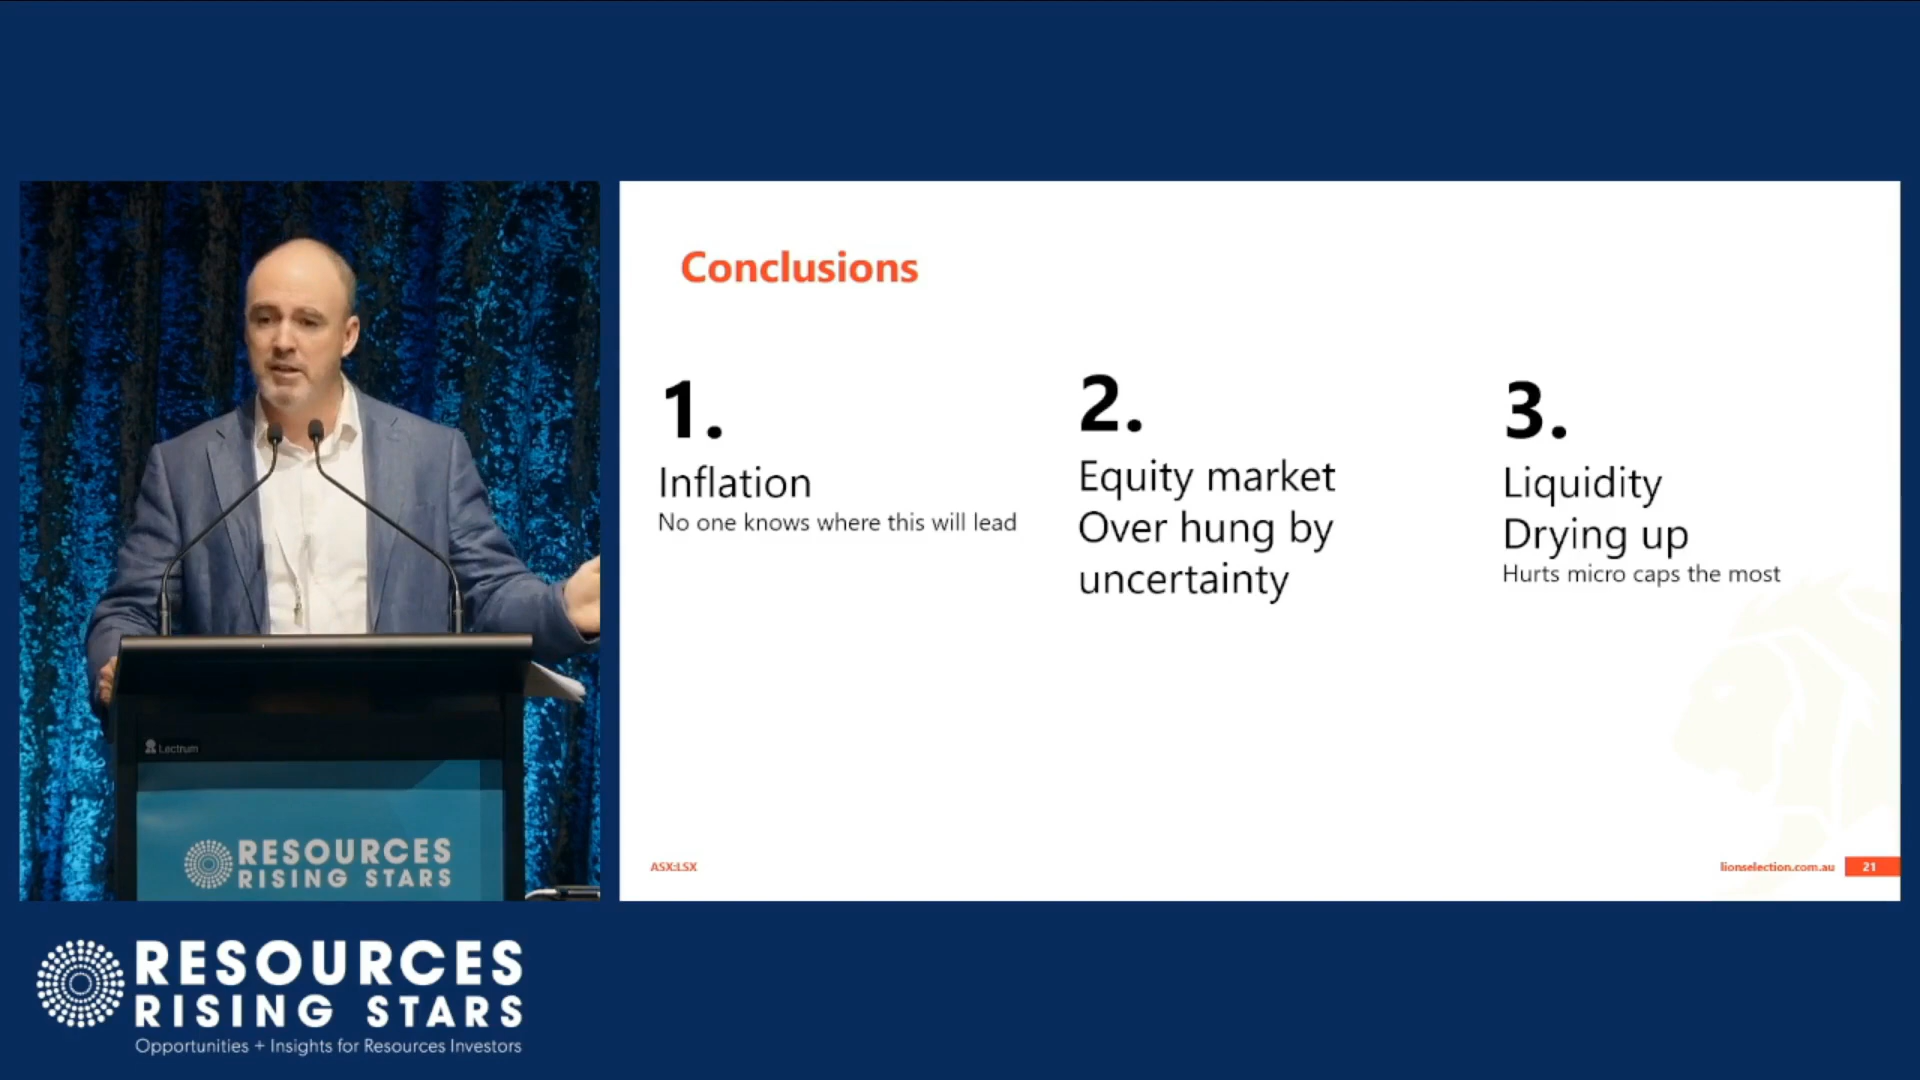 Conclusions
1.
Inflation
No one knows where this will lead
2.
Equity market
Over hung by
uncertainty
3.
Liquidity
Drying up
Hurts micro caps the most
ASX:LSX
lionselection.com.au
21
Lectrum
RESOURCES
RISING STARS
RESOURCES
RISING STARS
Opportunities + Insights for Resources Investors